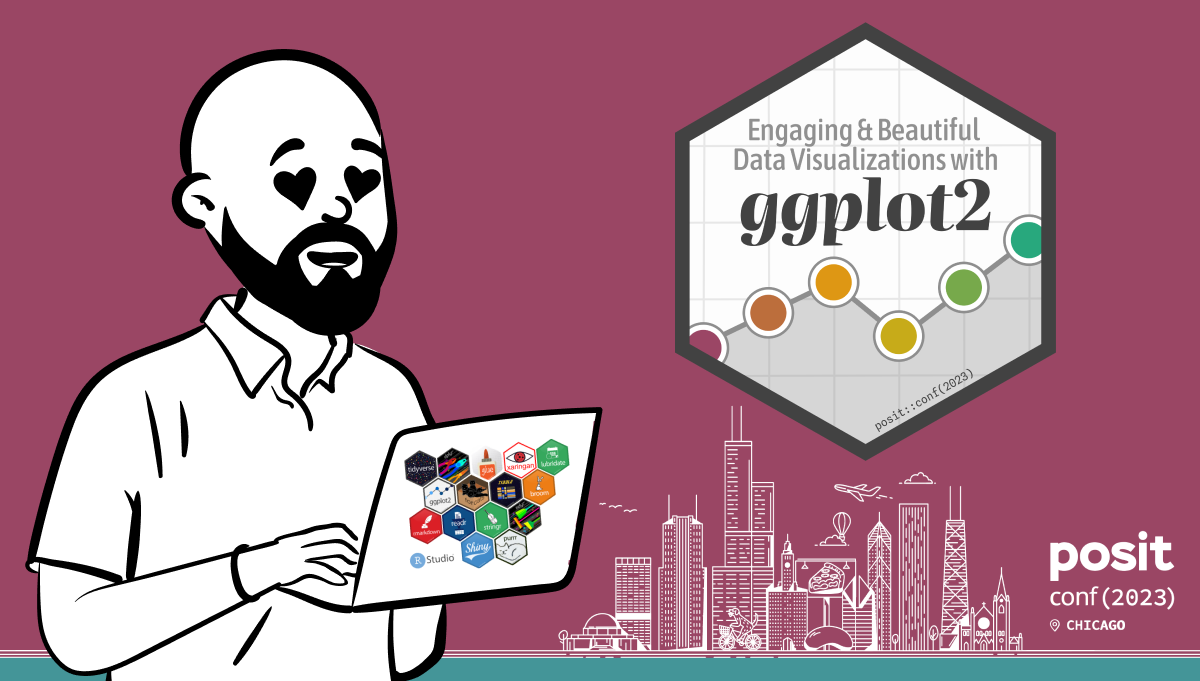 Engaging & Beautiful
Data Visualizations with
ggplot2
posit::conf(2023)
tidyverse
glue
xaringan
lubridate
ggplot2
broom
rmarkdown
readr
stringr
Shiny
purrr
R Studio
posit
conf(2023)
CHICAGO